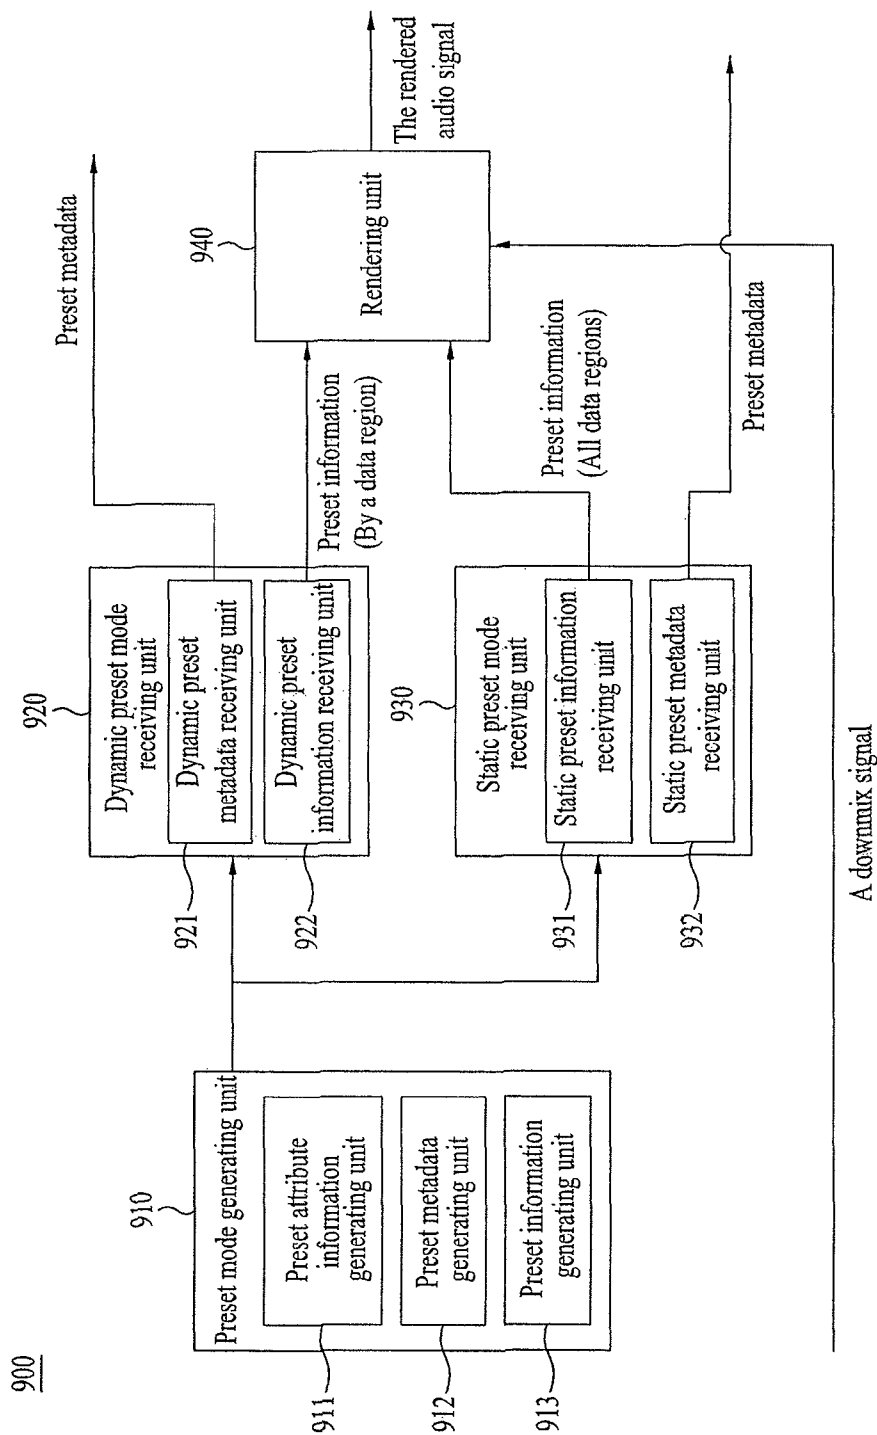 900
910
Preset mode generating unit
911
Preset attribute
information
generating unit
912
Preset metadata
generating unit
913
Preset information
generating unit
920
Dynamic preset mode
receiving unit
921
Dynamic preset
metadata receiving unit
922
Dynamic preset
information receiving unit
930
Static preset mode
receiving unit
931
Static preset information
receiving unit
932
Static preset metadata
receiving unit
Preset metadata
Preset information
(By a data region)
Preset information
(All data regions)
Preset metadata
940
Rendering unit
The rendered
audio signal
A downmix signal